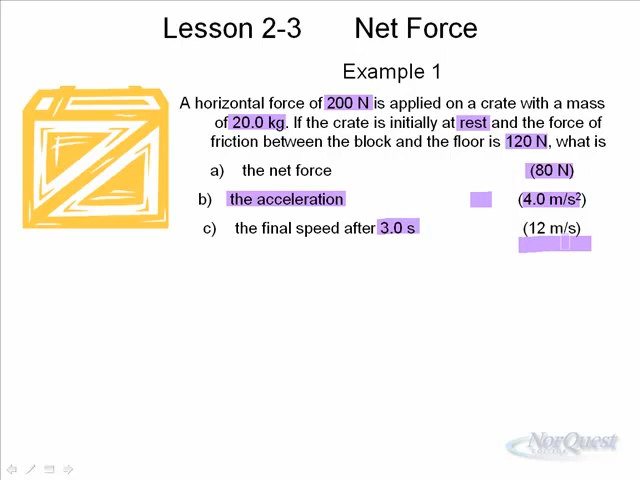 Lesson 2-3 Net Force
Example 1
A horizontal force of 200 N is applied on a crate with a mass
of 20.0 kg. If the crate is initially at rest and the force of
friction between the block and the floor is 120 N, what is
a) the net force (80 N)
b) the acceleration (4.0 m/s²)
c) the final speed after 3.0 s (12 m/s)
NorQuest